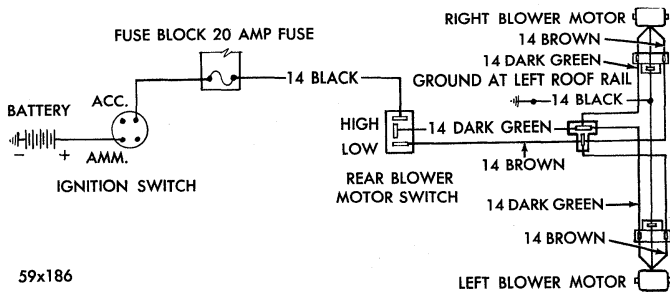 RIGHT BLOWER MOTOR
14 BROWN
FUSE BLOCK 20 AMP FUSE
14 DARK GREEN
14 BLACK
GROUND AT LEFT ROOF RAIL
ACC.
14 BLACK
BATTERY
HIGH
14 DARK GREEN
LOW
- +
AMM.
14 BROWN
IGNITION SWITCH
REAR BLOWER
MOTOR SWITCH
14 DARK GREEN
14 BROWN
59x186
LEFT BLOWER MOTOR